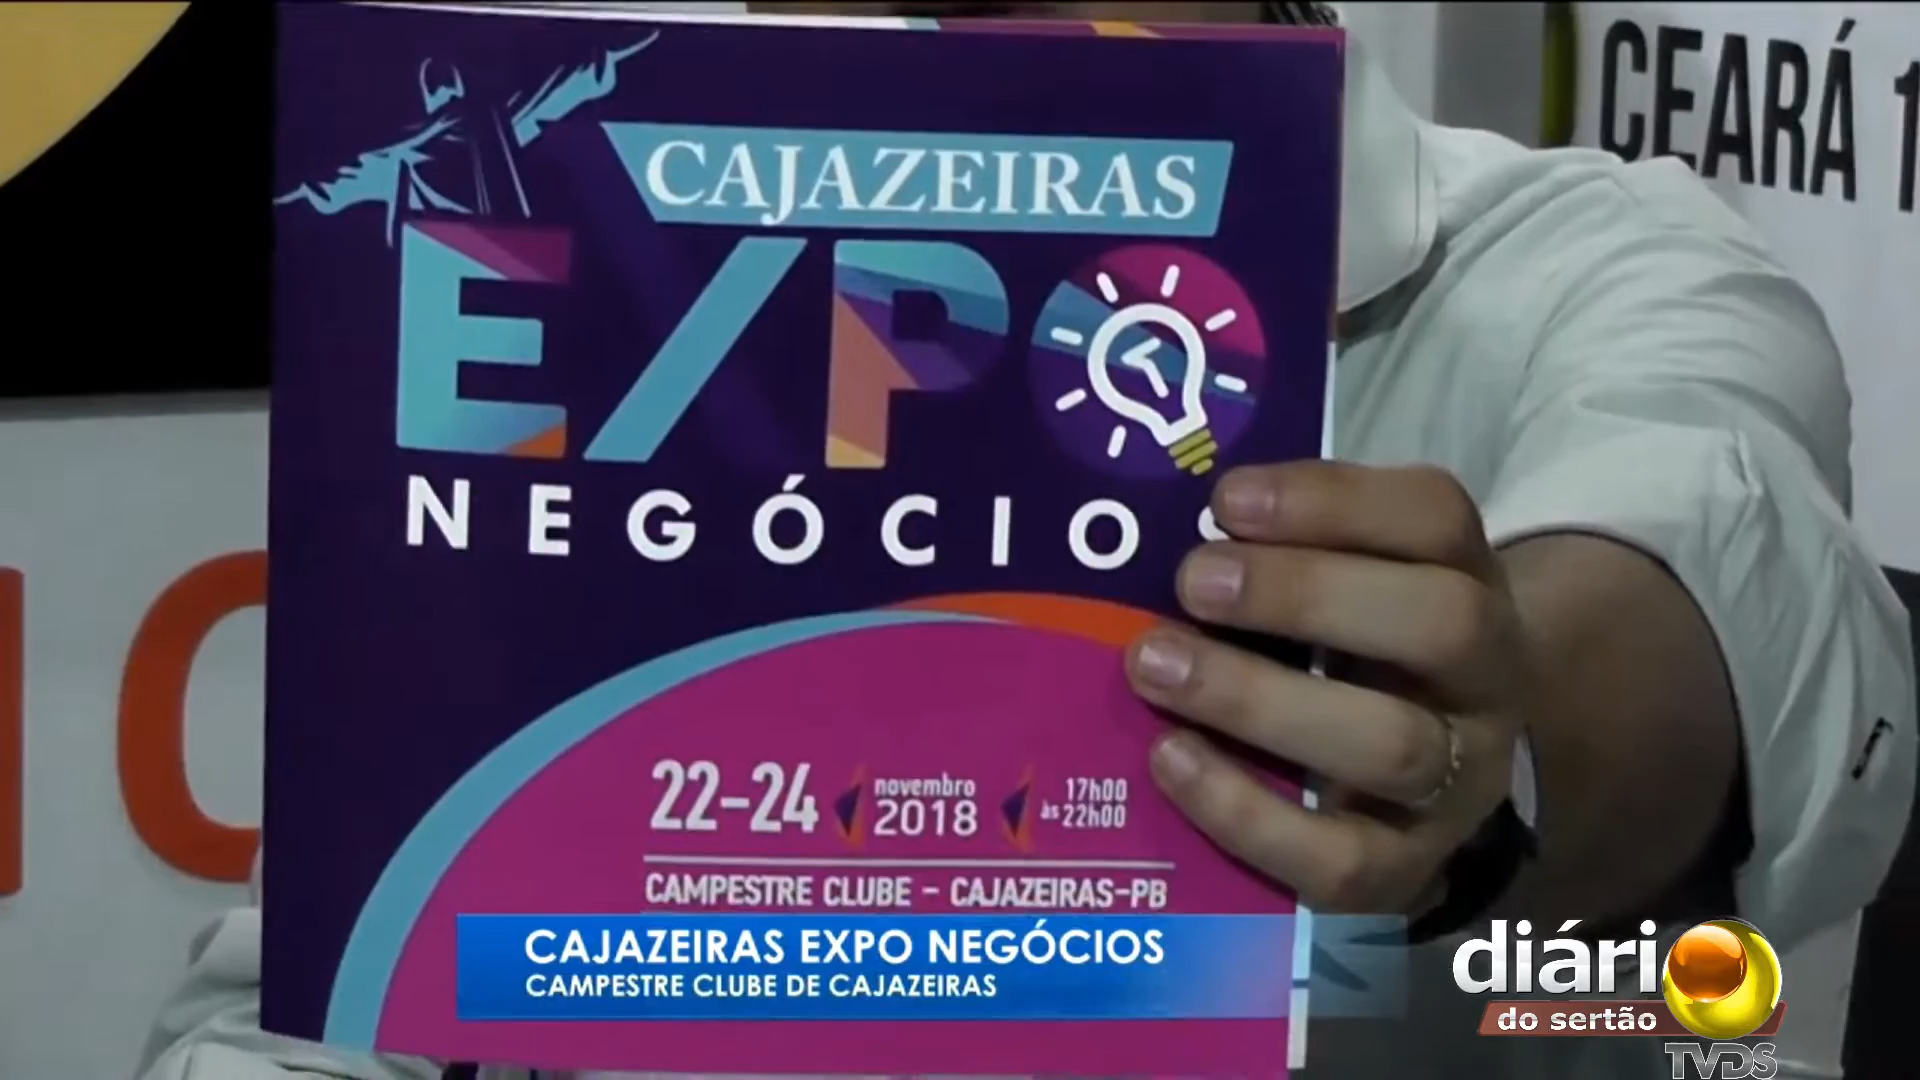 CEARÁ 1
CAJAZEIRAS
EXPO
NEGÓCIOS
22-24 novembro 2018 17h00 às 22h00
CAMPESTRE CLUBE - CAJAZEIRAS-PB
CAJAZEIRAS EXPO NEGÓCIOS
CAMPESTRE CLUBE DE CAJAZEIRAS
diário
do sertão
TVDS